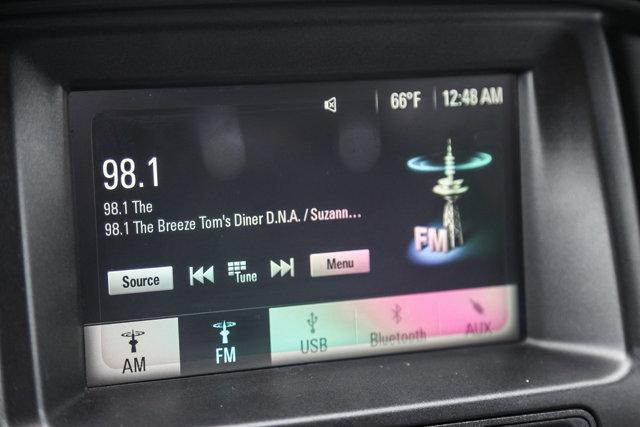 66°F 12:48 AM
98.1
98.1 The
98.1 The Breeze Tom's Diner D.N.A. / Suzann...
FM
Source Tune Menu
AM FM USB Bluetooth AUX